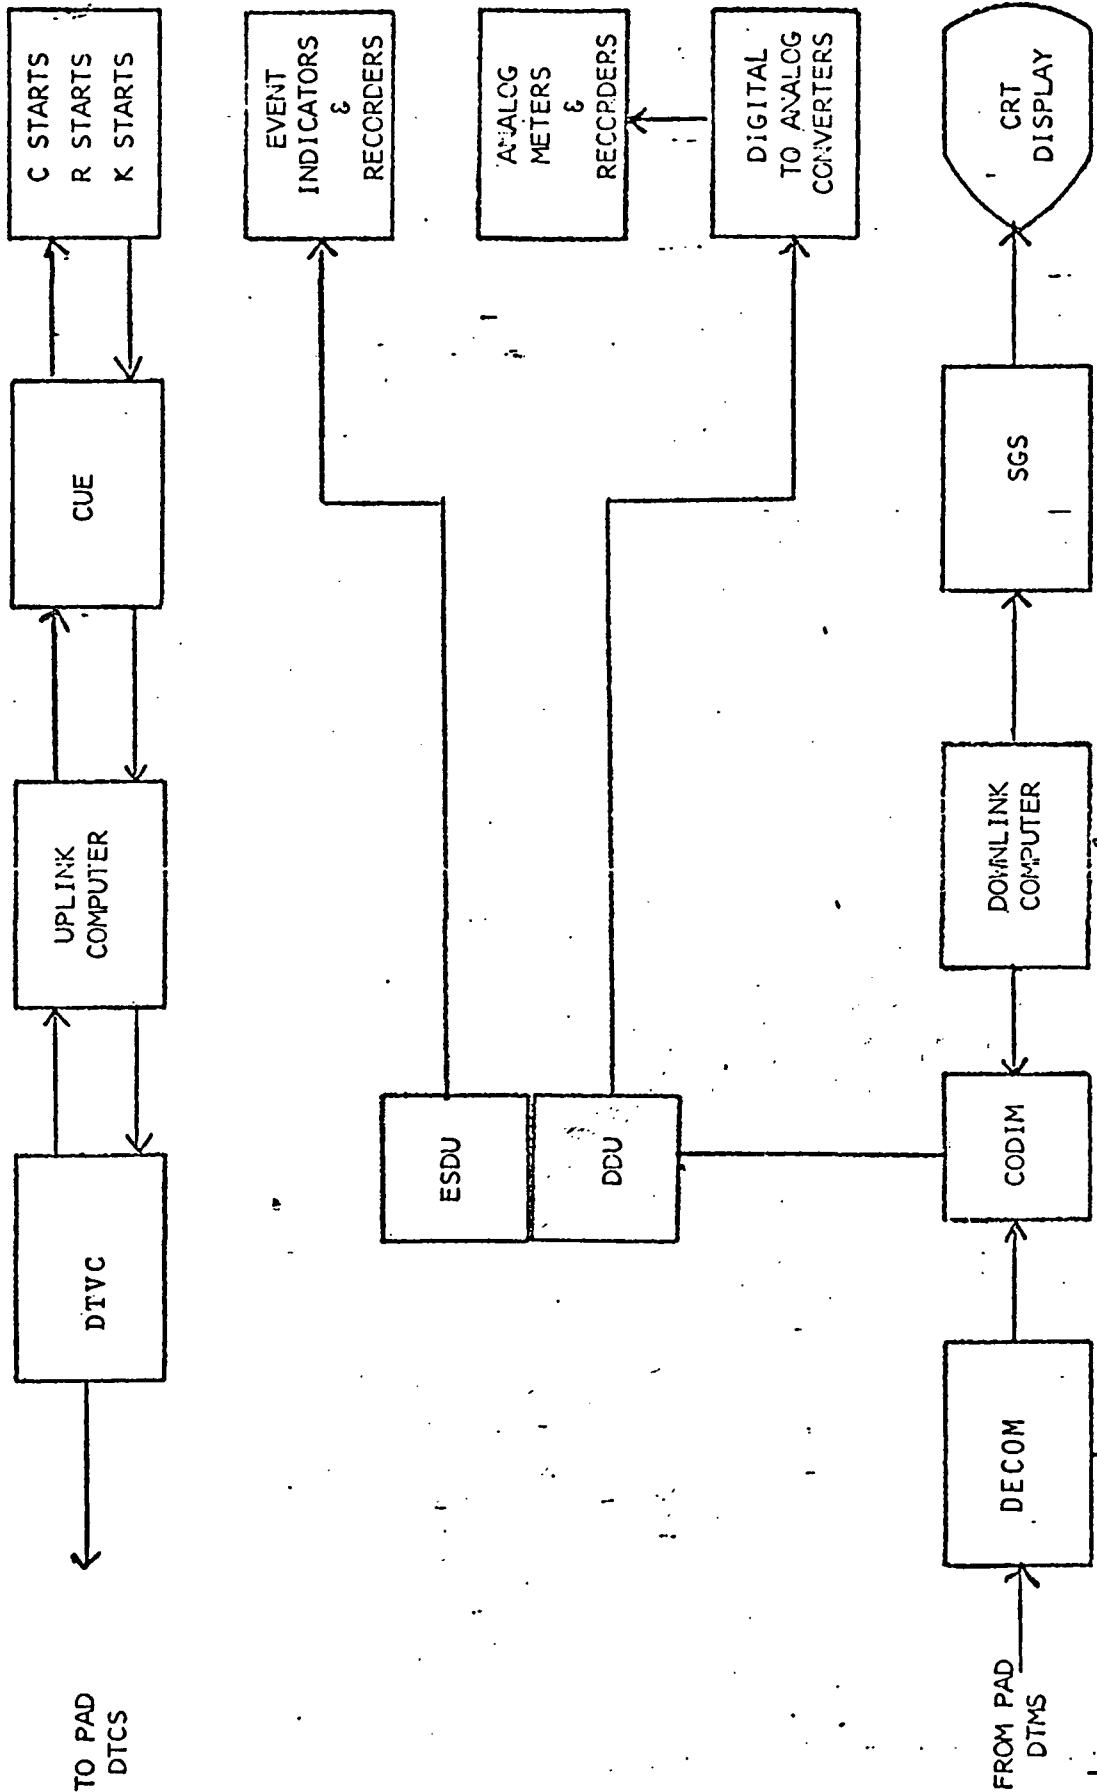 TO PAD
DTCS
DTVC
UPLINK
COMPUTER
CUE
C STARTS
R STARTS
K STARTS
ESDU
DDU
EVENT
INDICATORS
&
RECORDERS
ANALOG
METERS
&
RECORDERS
DIGITAL
TO ANALOG
CONVERTERS
FROM PAD
DTMS
DECOM
CODIM
DOWNLINK
COMPUTER
SGS
CRT
DISPLAY